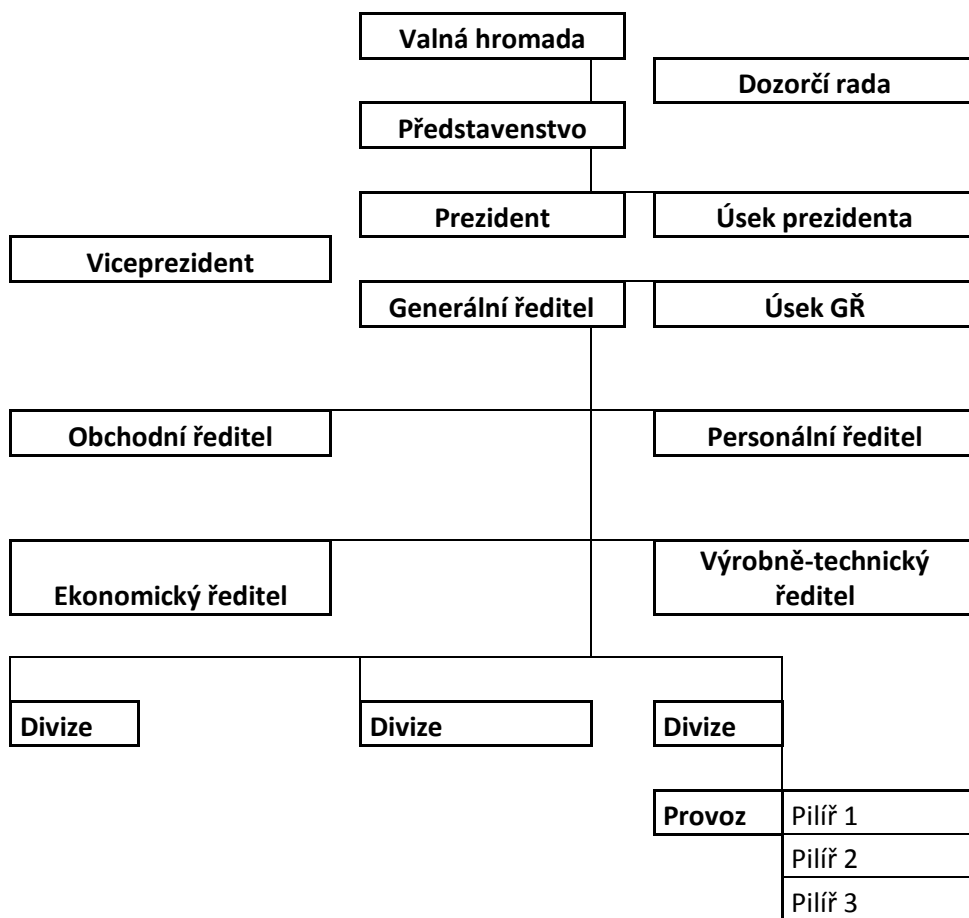 Valná hromada
Dozorčí rada
Představenstvo
Prezident
Úsek prezidenta
Viceprezident
Generální ředitel
Úsek GŘ
Obchodní ředitel
Personální ředitel
Ekonomický ředitel
Výrobně-technický
ředitel
Divize
Divize
Divize
Provoz
Pilíř 1
Pilíř 2
Pilíř 3